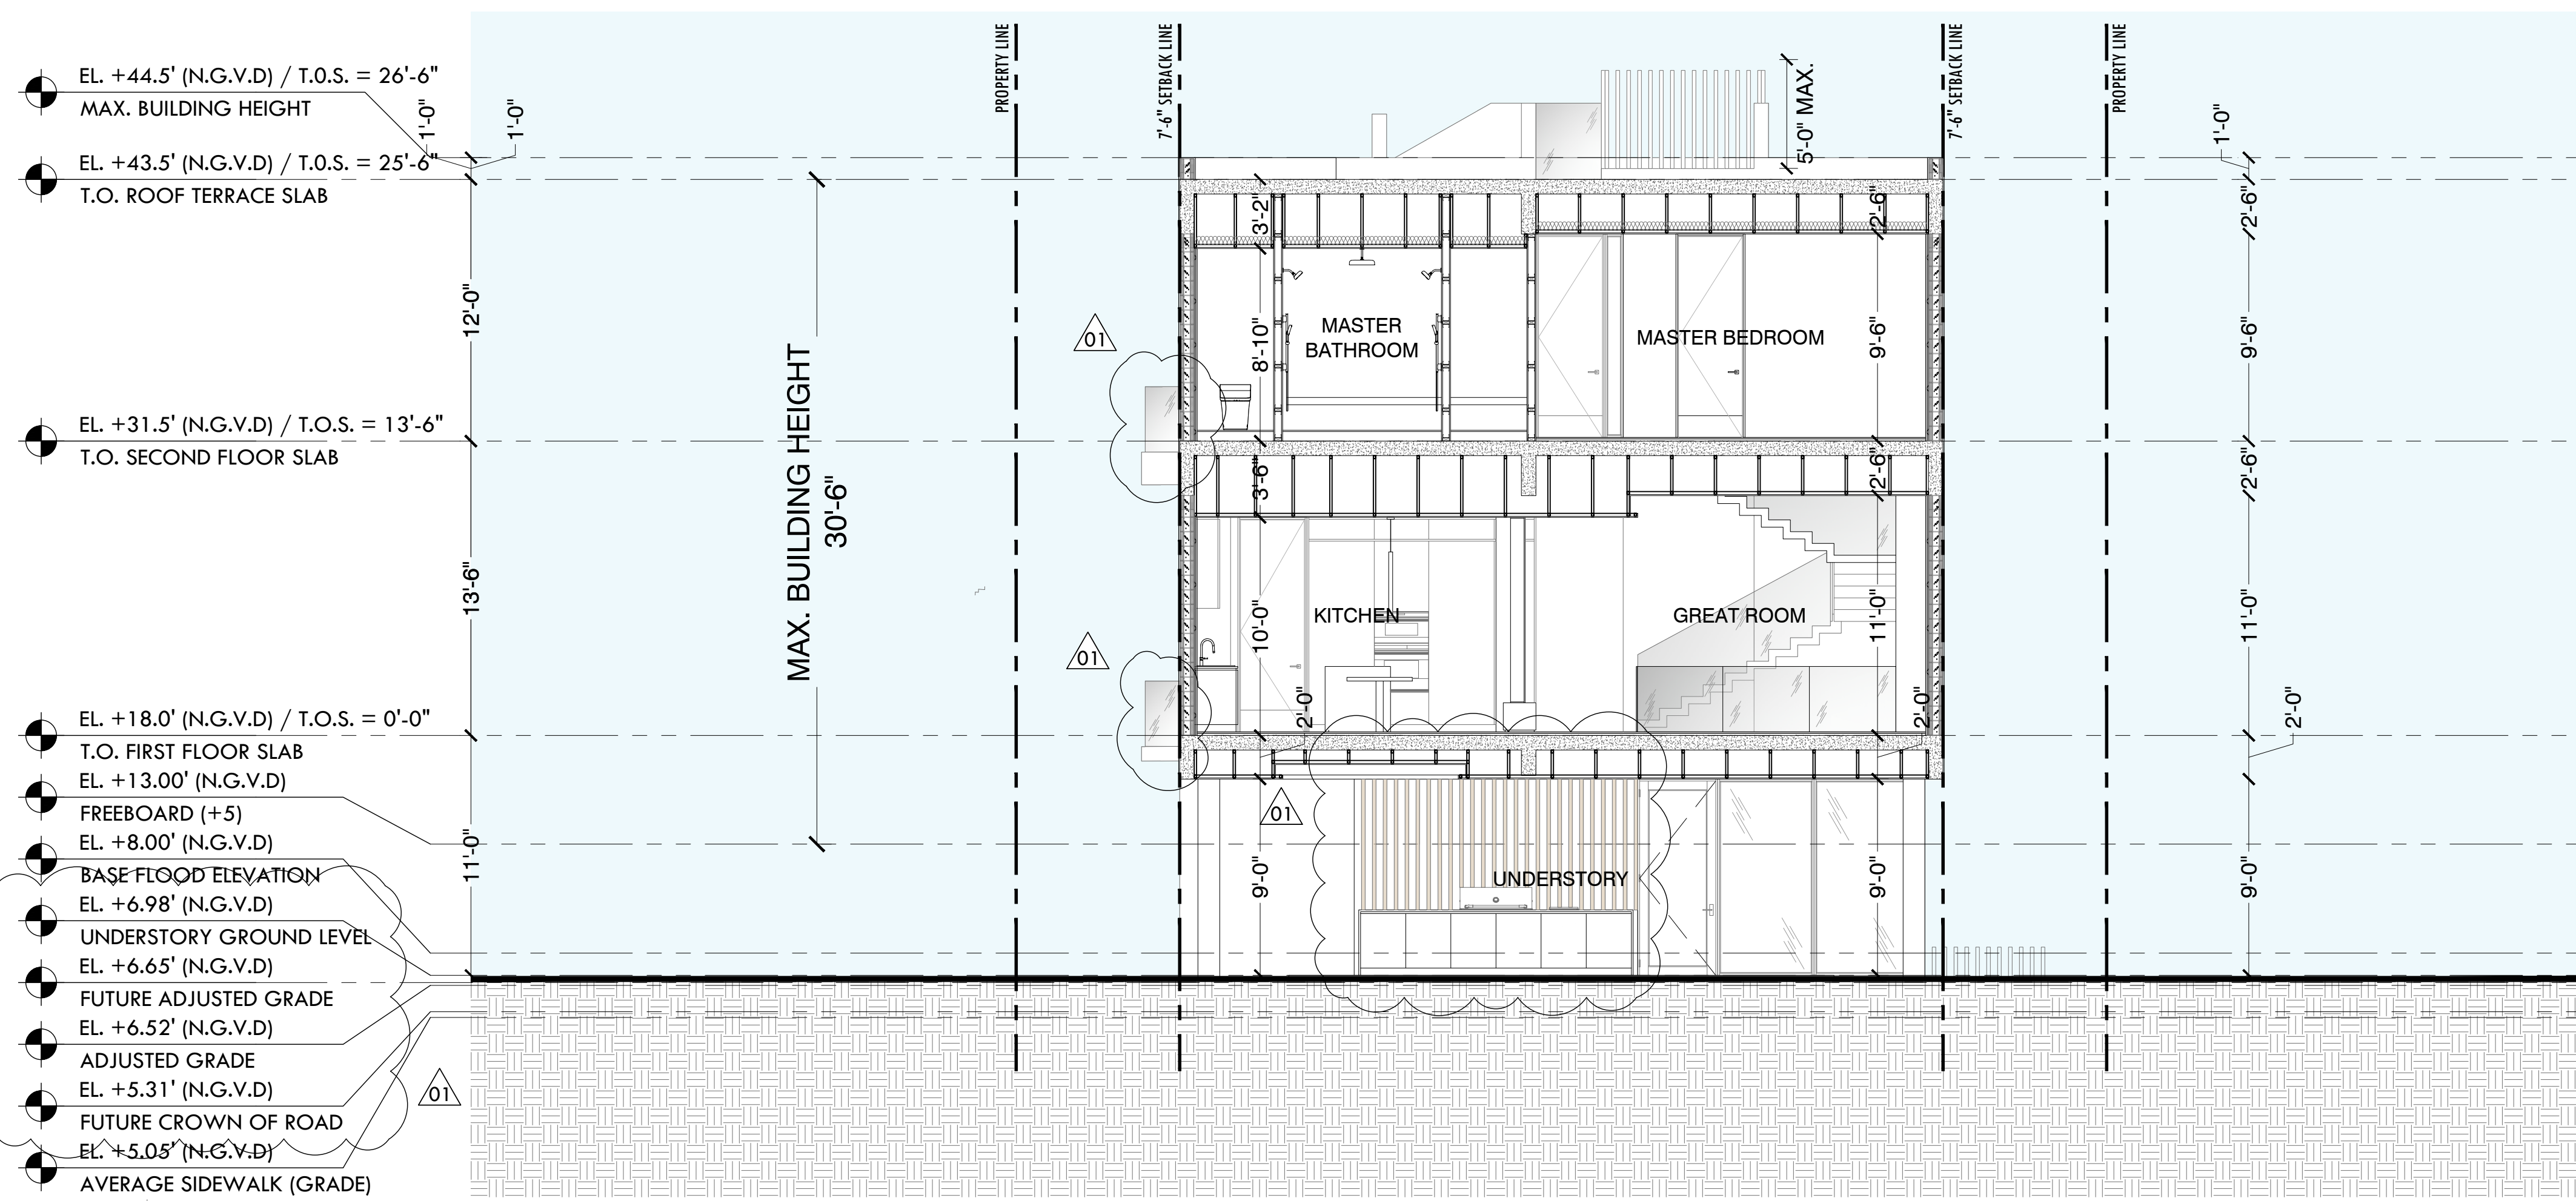 EL. +44.5' (N.G.V.D) / T.O.S. = 26'-6"
MAX. BUILDING HEIGHT
1'-0"
1'-0"
EL. +43.5' (N.G.V.D) / T.O.S. = 25'-6"
T.O. ROOF TERRACE SLAB
12'-0"
EL. +31.5' (N.G.V.D) / T.O.S. = 13'-6"
T.O. SECOND FLOOR SLAB
13'-6"
EL. +18.0' (N.G.V.D) / T.O.S. = 0'-0"
T.O. FIRST FLOOR SLAB
EL. +13.00' (N.G.V.D)
FREEBOARD (+5)
11'-0"
EL. +8.00' (N.G.V.D)
BASE FLOOD ELEVATION
EL. +6.98' (N.G.V.D)
UNDERSTORY GROUND LEVEL
EL. +6.65' (N.G.V.D)
FUTURE ADJUSTED GRADE
EL. +6.52' (N.G.V.D)
ADJUSTED GRADE
EL. +5.31' (N.G.V.D)
FUTURE CROWN OF ROAD
EL. +5.05' (N.G.V.D)
AVERAGE SIDEWALK (GRADE)
01
MAX. BUILDING HEIGHT
30'-6"
PROPERTY LINE
7'-6" SETBACK LINE
01
01
5'-0" MAX.
3'-2"
2'-6"
8'-10"
MASTER
BATHROOM
MASTER BEDROOM
9'-6"
3'-6"
2'-6"
10'-0"
KITCHEN
GREAT ROOM
11'-0"
2'-0"
2'-0"
01
9'-0"
UNDERSTORY
9'-0"
7'-6" SETBACK LINE
PROPERTY LINE
1'-0"
2'-6"
9'-6"
2'-6"
11'-0"
2'-0"
9'-0"